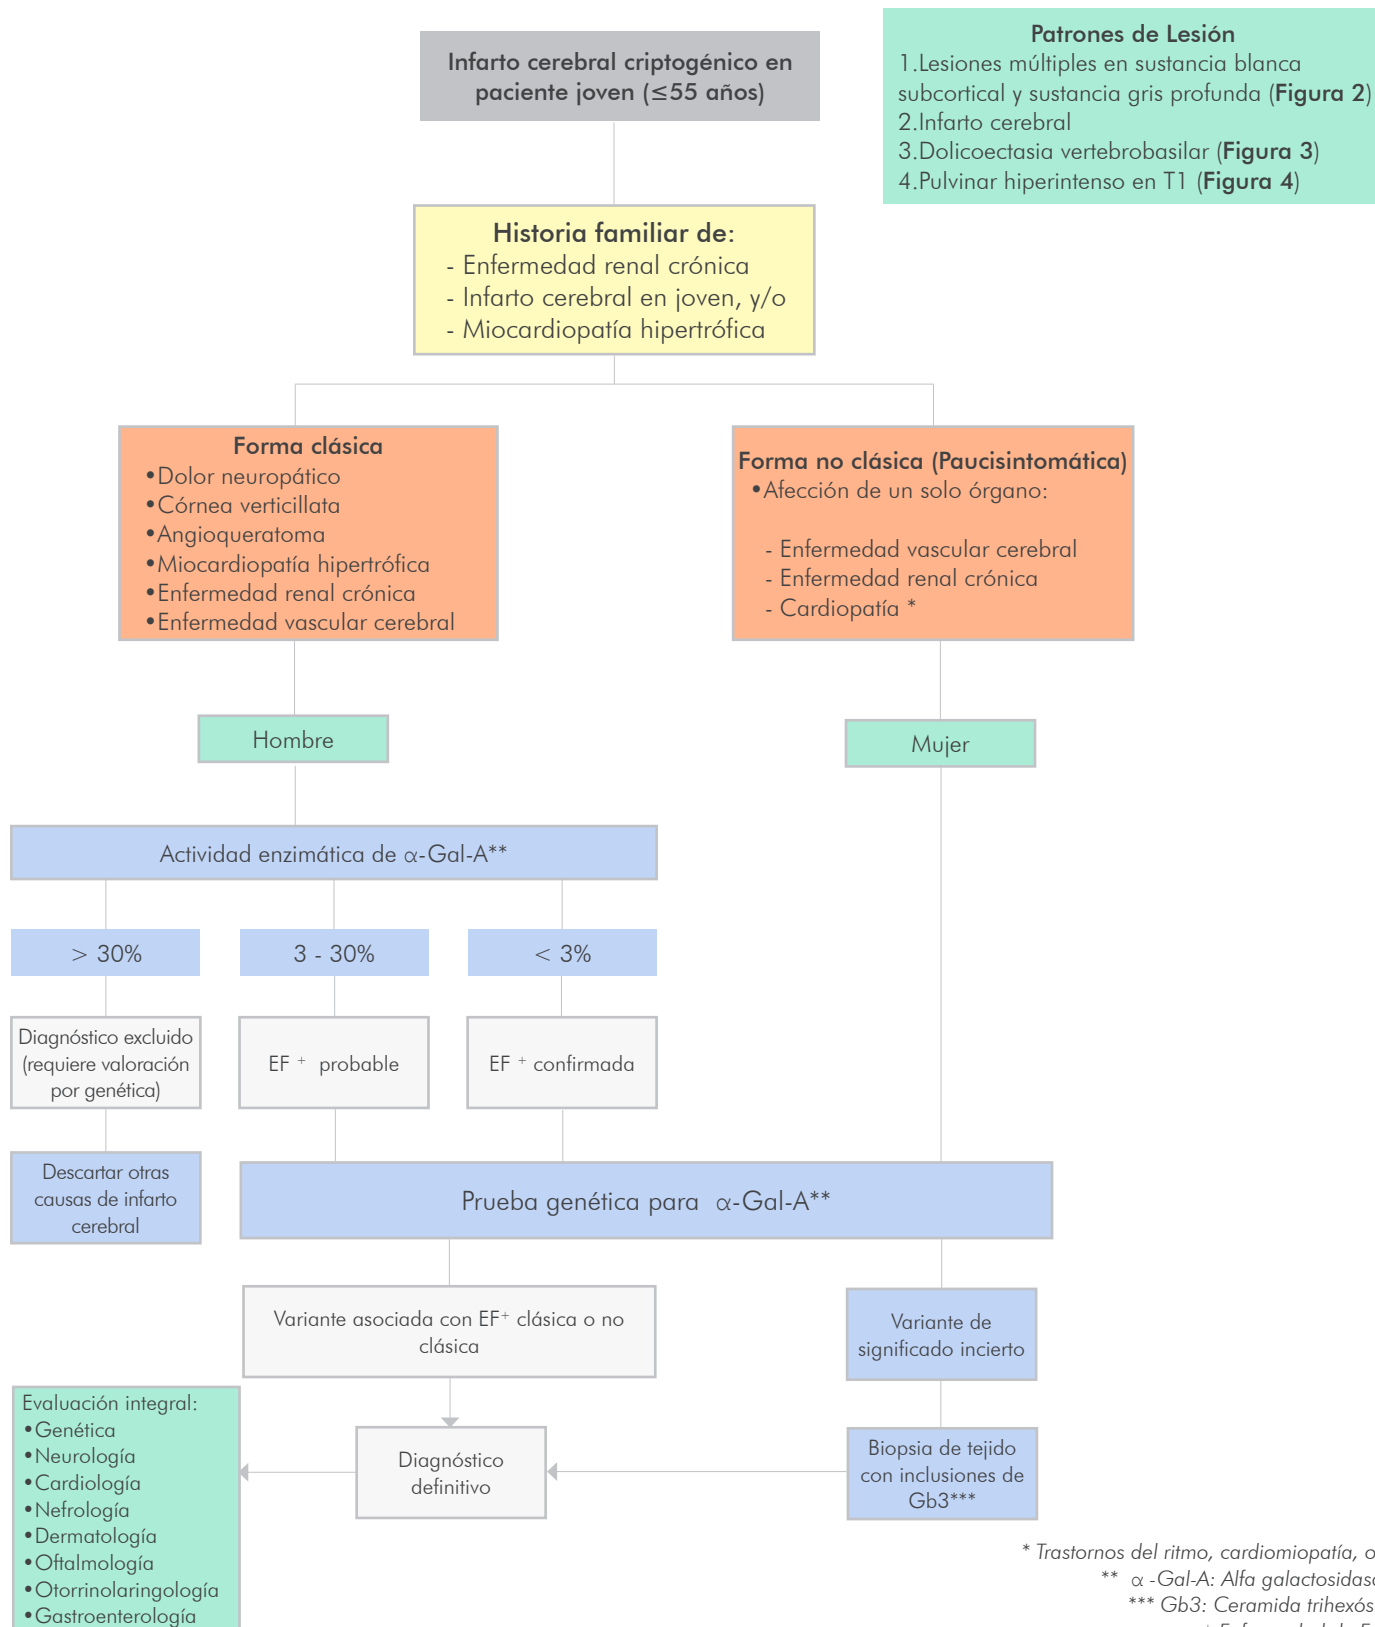 Infarto cerebral criptogénico en
paciente joven (≤55 años)
Patrones de Lesión
1.Lesiones múltiples en sustancia blanca
subcortical y sustancia gris profunda (Figura 2)
2.Infarto cerebral
3.Dolicoectasia vertebrobasilar (Figura 3)
4.Pulvinar hiperintenso en T1 (Figura 4)
Historia familiar de:
- Enfermedad renal crónica
- Infarto cerebral en joven, y/o
- Miocardiopatía hipertrófica
Forma clásica
•Dolor neuropático
•Córnea verticillata
•Angioqueratoma
•Miocardiopatía hipertrófica
•Enfermedad renal crónica
•Enfermedad vascular cerebral
Forma no clásica (Paucisintomática)
•Afección de un solo órgano:
- Enfermedad vascular cerebral
- Enfermedad renal crónica
- Cardiopatía *
Hombre
Mujer
Actividad enzimática de α-Gal-A**
> 30%
3 - 30%
< 3%
Diagnóstico excluido
(requiere valoración
por genética)
EF + probable
EF + confirmada
Descartar otras
causas de infarto
cerebral
Prueba genética para α-Gal-A**
Variante asociada con EF+ clásica o no
clásica
Variante de
significado incierto
Diagnóstico
definitivo
Biopsia de tejido
con inclusiones de
Gb3***
Evaluación integral:
•Genética
•Neurología
•Cardiología
•Nefrología
•Dermatología
•Oftalmología
•Otorrinolaringología
•Gastroenterología
* Trastornos del ritmo, cardiomiopatía, o
** α -Gal-A: Alfa
*** Gb3: Ceramida